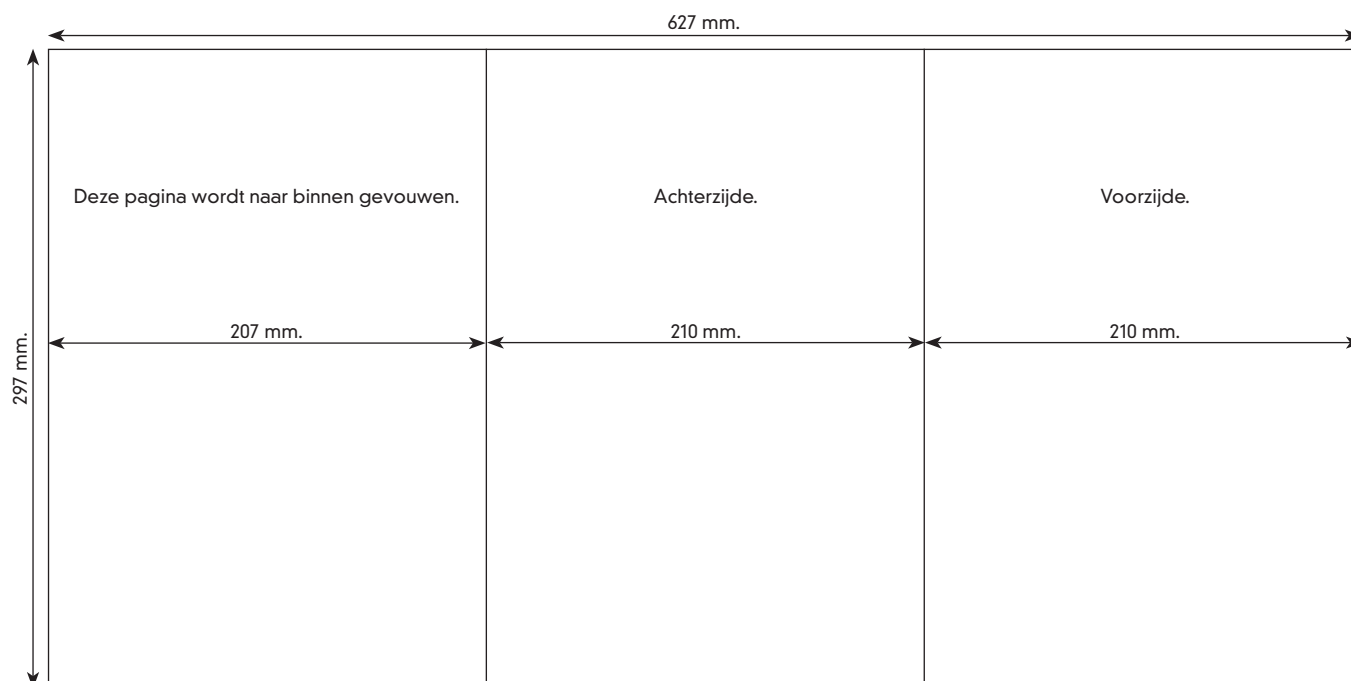 627 mm.
Deze pagina wordt naar binnen gevouwen.
Achterzijde.
Voorzijde.
207 mm.
210 mm.
210 mm.
297 mm.